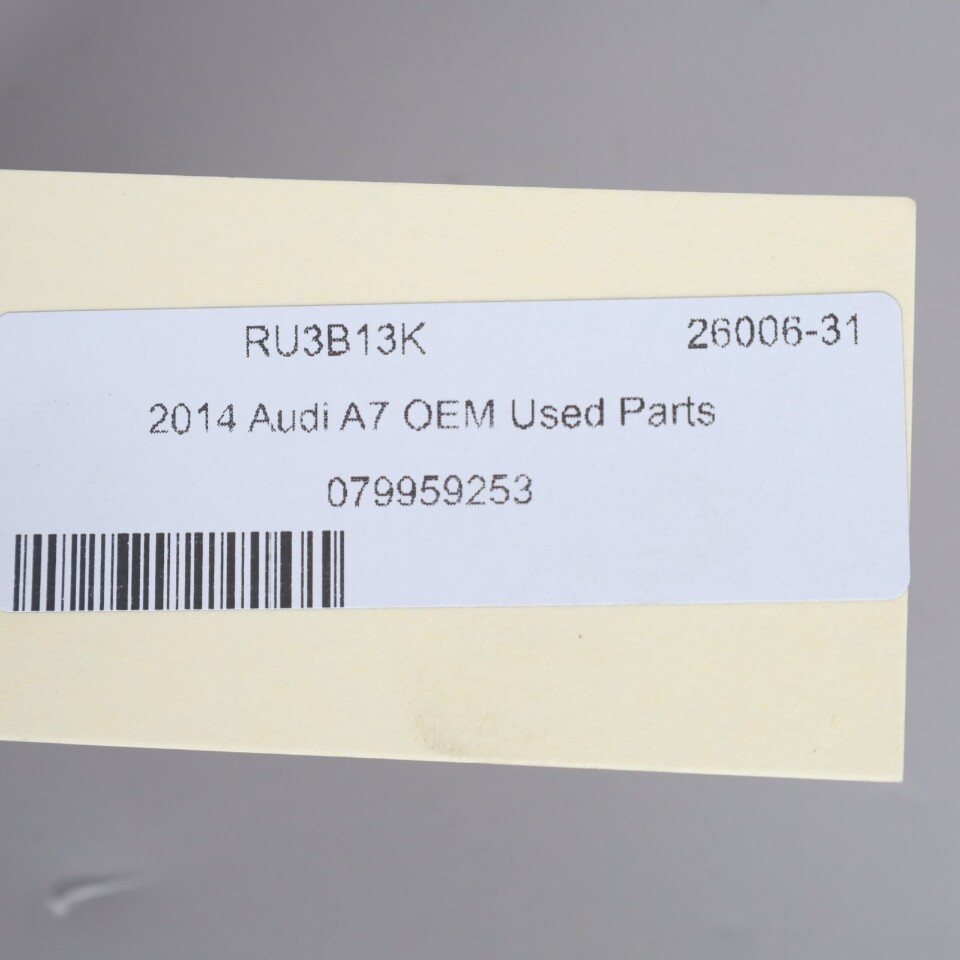 RU3B13K 26006-31
2014 Audi A7 OEM Used Parts
079959253